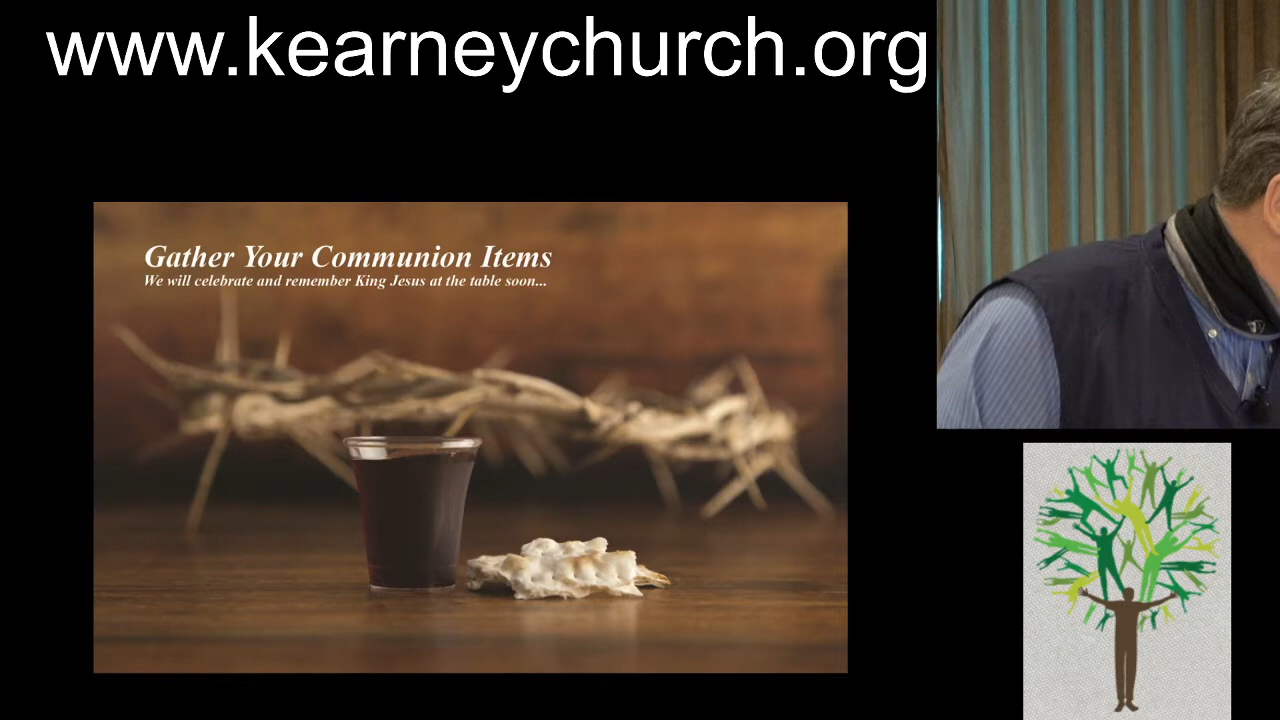 www.kearneychurch.org
Gather Your Communion Items
We will celebrate and remember King Jesus at the table soon...